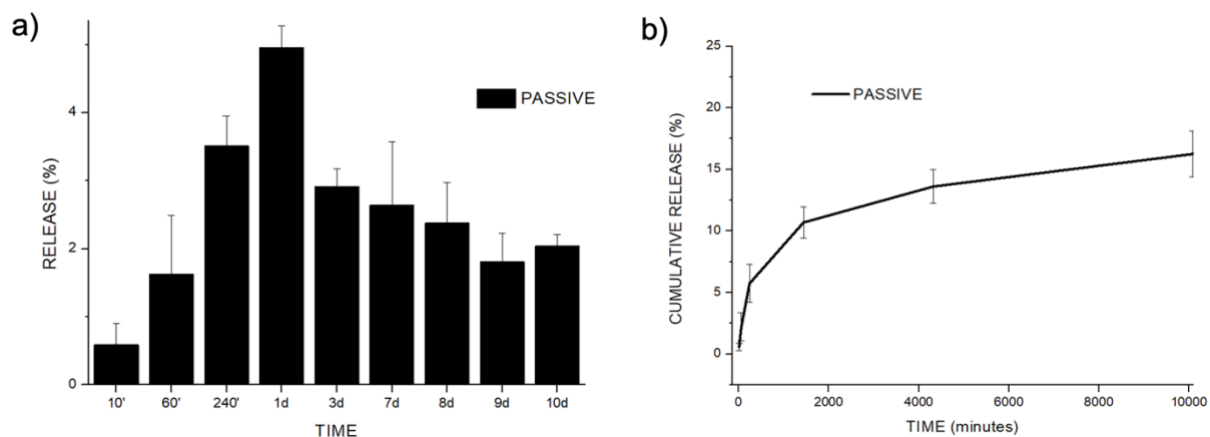 a)
RELEASE (%)
4
2
0
PASSIVE
10' 60' 240' 1d 3d 7d 8d 9d 10d
TIME
b)
CUMULATIVE RELEASE (%)
25
20
15
10
5
0
PASSIVE
0 2000 4000 6000 8000 10000
TIME (minutes)